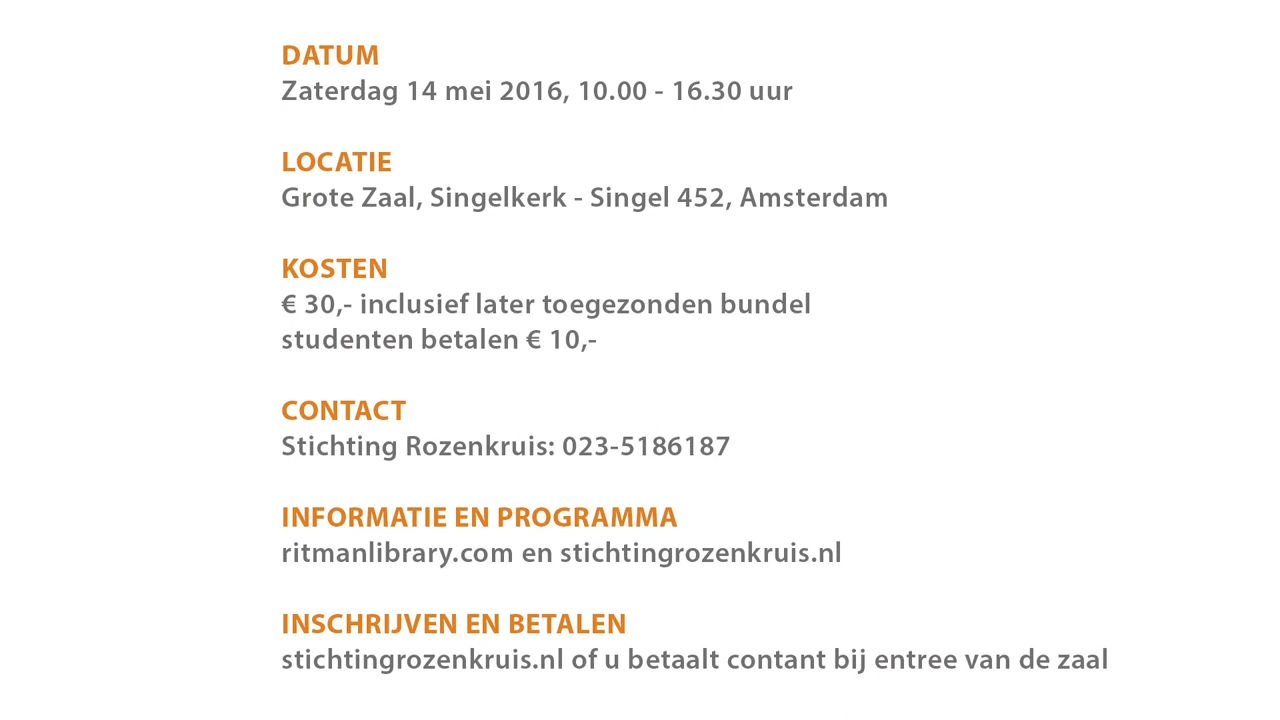 DATUM
Zaterdag 14 mei 2016, 10.00 - 16.30 uur
LOCATIE
Grote Zaal, Singelkerk - Singel 452, Amsterdam
KOSTEN
€ 30,- inclusief later toegezonden bundel
studenten betalen € 10,-
CONTACT
Stichting Rozenkruis: 023-5186187
INFORMATIE EN PROGRAMMA
ritmanlibrary.com en stichtingrozenkruis.nl
INSCHRIJVEN EN BETALEN
stichtingrozenkruis.nl of u betaalt contant bij entree van de zaal